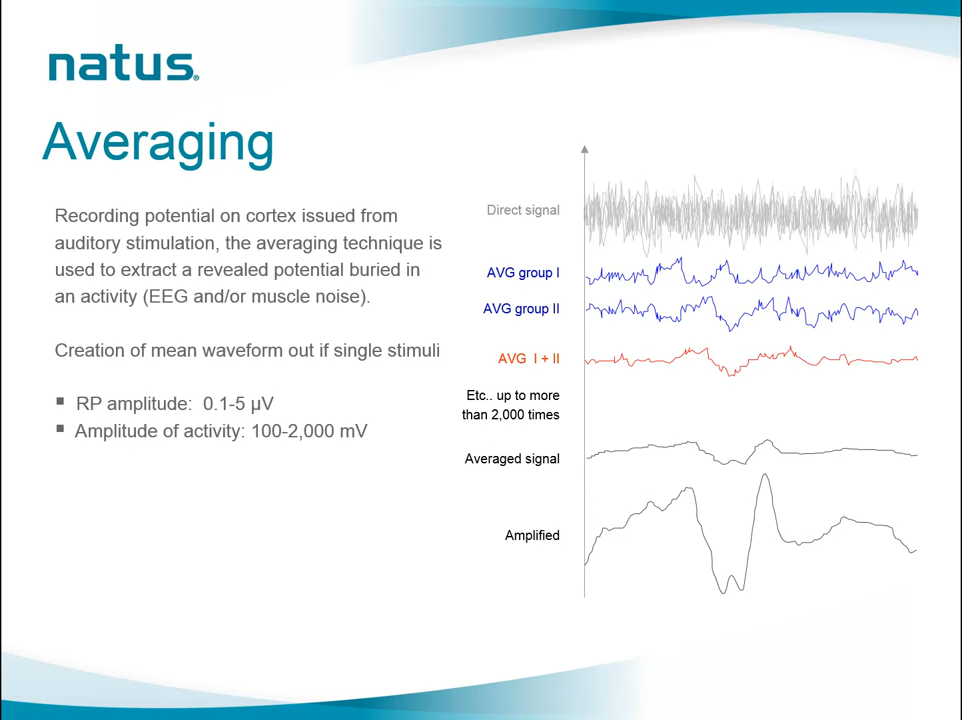 natus®
Averaging
Recording potential on cortex issued from
auditory stimulation, the averaging technique is
used to extract a revealed potential buried in
an activity (EEG and/or muscle noise).
Creation of mean waveform out if single stimuli
▪ RP amplitude: 0.1-5 µV
▪ Amplitude of activity: 100-2,000 mV
Direct signal
AVG group I
AVG group II
AVG I + II
Etc.. up to more
than 2,000 times
Averaged signal
Amplified